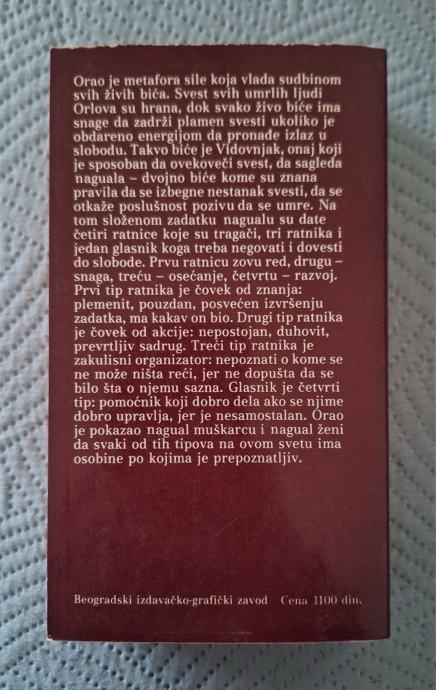 Orao je metafora sile koja vlada sudbinom
svih živih bića. Svest svih umrlih ljudi
Orlova su hrana, dok svako živo biće ima
snage da zadrži plamen svesti ukoliko je
obdareno energijom da pronađe izlaz u
slobodu. Takvo biće je Vidovnjak, onaj koji
je sposoban da ovekoveči svest, da sagleda
naguala – dvojno biće kome su znana
pravila da se izbegne nestanak svesti, da se
otkaže poslušnost pozivu da se umre. Na
tom složenom zadatku nagualu su date
četiri ratnice koje su tragači, tri ratnika i
jedan glasnik koga treba negovati i dovesti
do slobode. Prvu ratnicu zovu red, drugu –
snaga, treću – osećanje, četvrtu – razvoj.
Prvi tip ratnika je čovek od znanja:
plemenit, pouzdan, posvećen izvršenju
zadatka, ma kakav on bio. Drugi tip ratnika
je čovek od akcije: nepostojan, duhovit,
prevrtljiv sadrug. Treći tip ratnika je
zakulisni organizator: nepoznati o kome se
ne može ništa reći, jer ne dopušta da se
bilo šta o njemu sazna. Glasnik je četvrti
tip: pomoćnik koji dobro dela ako se njime
dobro upravlja, jer je nesamostalan. Orao
je pokazao nagual muškarcu i nagual ženi
da svaki od tih tipova na ovom svetu ima
osobine po kojima je prepoznatljiv.
Beogradski izdavačko-grafički zavod Cena 1100 din.